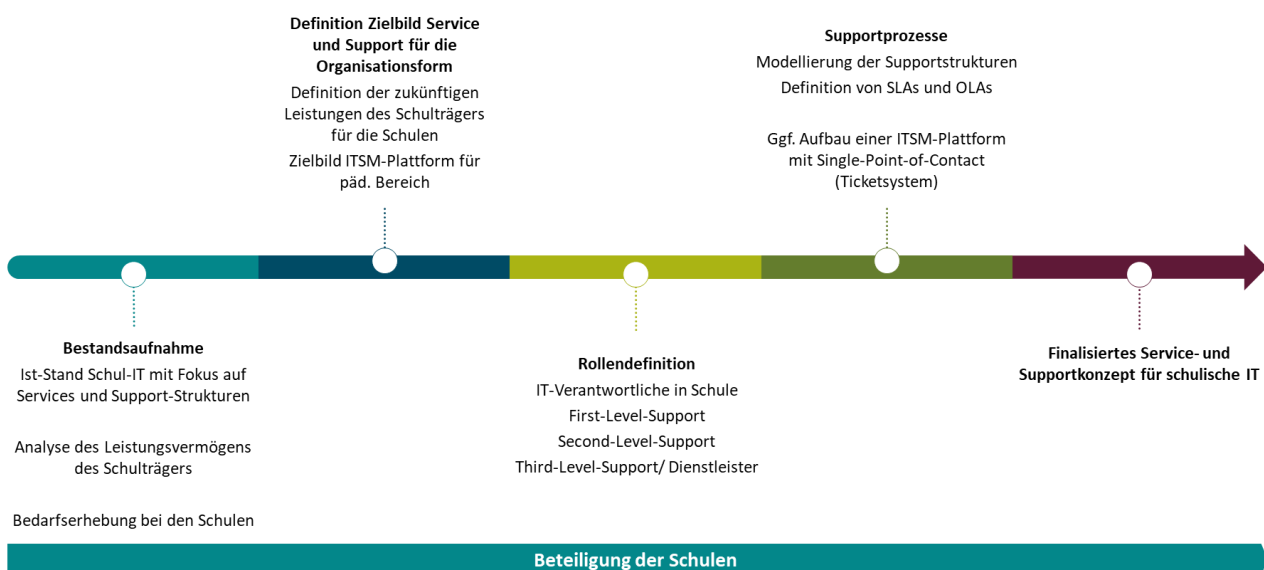 Definition Zielbild Service
und Support für die
Organisationsform
Definition der zukünftigen
Leistungen des Schulträgers
für die Schulen
Zielbild ITSM-Plattform für
päd. Bereich
Supportprozesse
Modellierung der Supportstrukturen
Definition von SLAs und OLAs
Ggf. Aufbau einer ITSM-Plattform
mit Single-Point-of-Contact
(Ticketsystem)
Bestandsaufnahme
Ist-Stand Schul-IT mit Fokus auf
Services und Support-Strukturen
Analyse des Leistungsvermögens
des Schulträgers
Bedarfserhebung bei den Schulen
Rollendefinition
IT-Verantwortliche in Schule
First-Level-Support
Second-Level-Support
Third-Level-Support/ Dienstleister
Finalisiertes Service- und
Supportkonzept für schulische IT
Beteiligung der Schulen